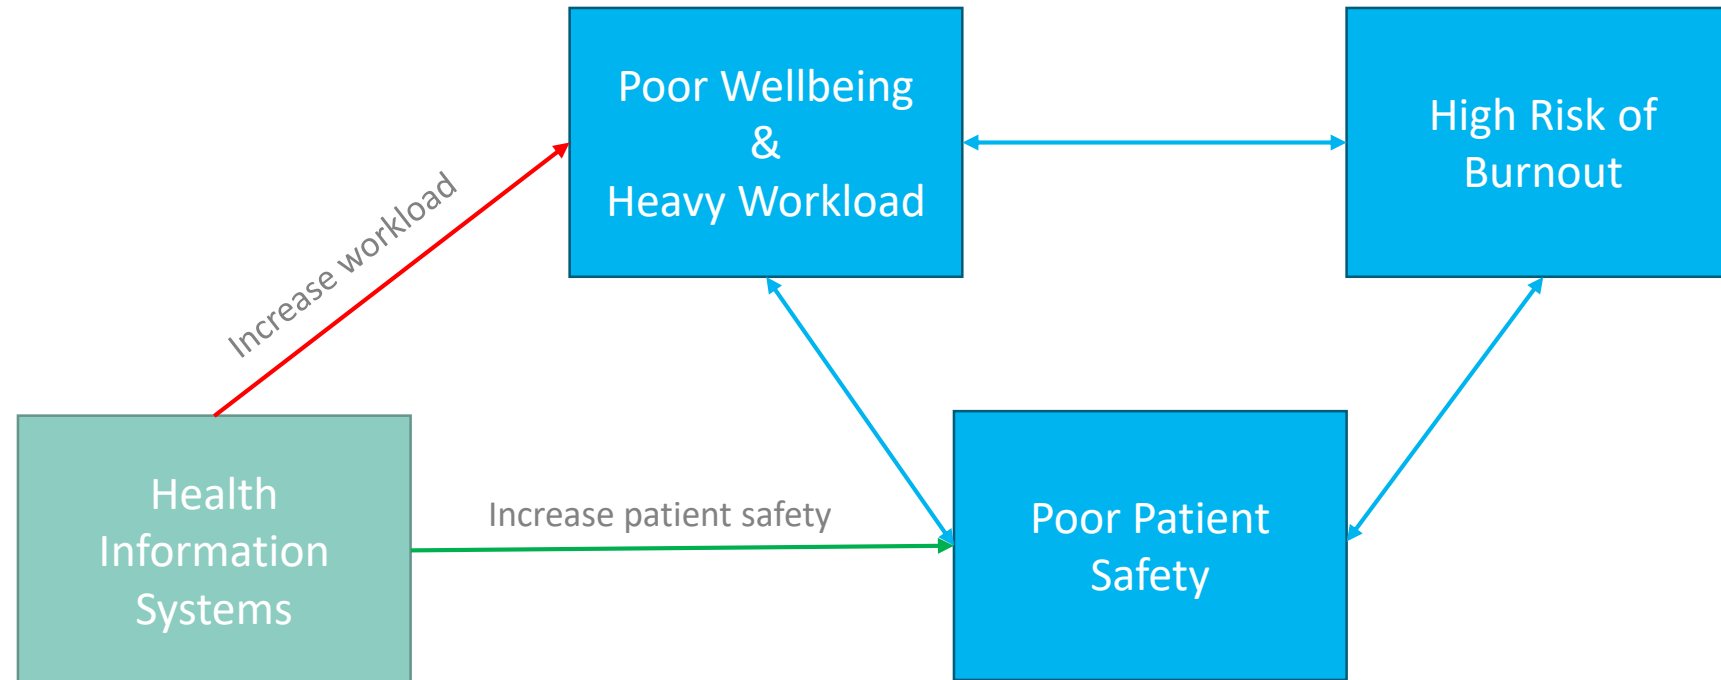 Poor Wellbeing
&
Heavy Workload
High Risk of
Burnout
Increase workload
Health
Information
Systems
Increase patient safety
Poor Patient
Safety